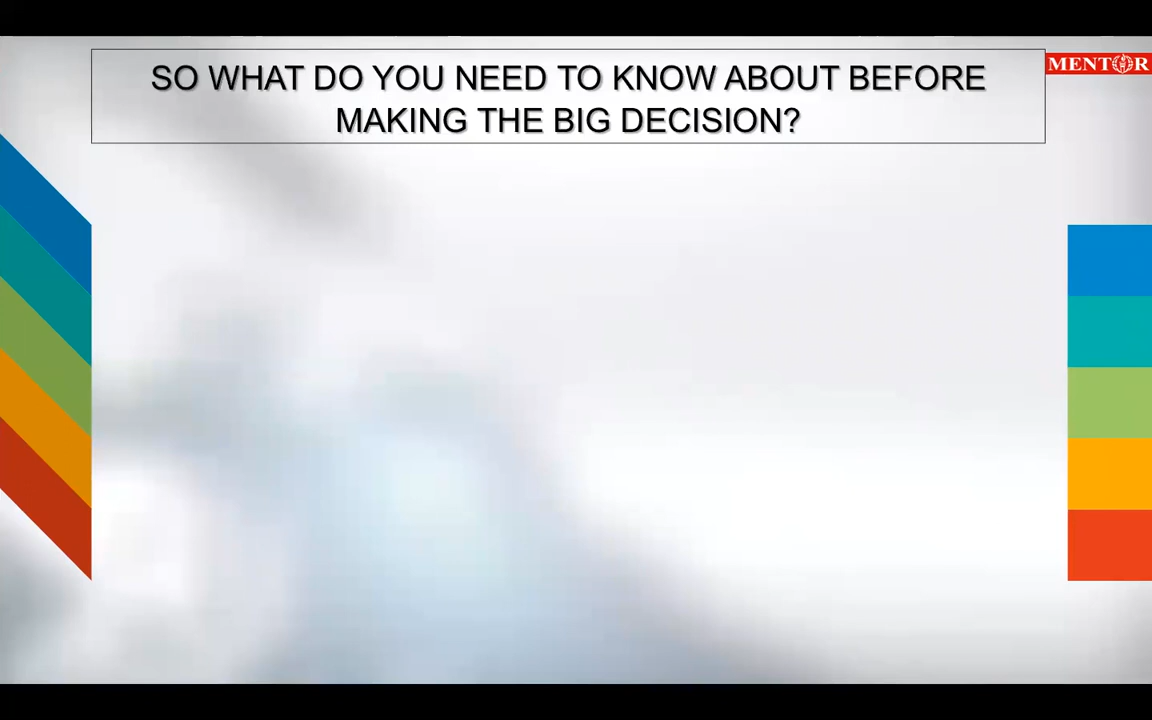 SO WHAT DO YOU NEED TO KNOW ABOUT BEFORE
MAKING THE BIG DECISION?
MENTOR